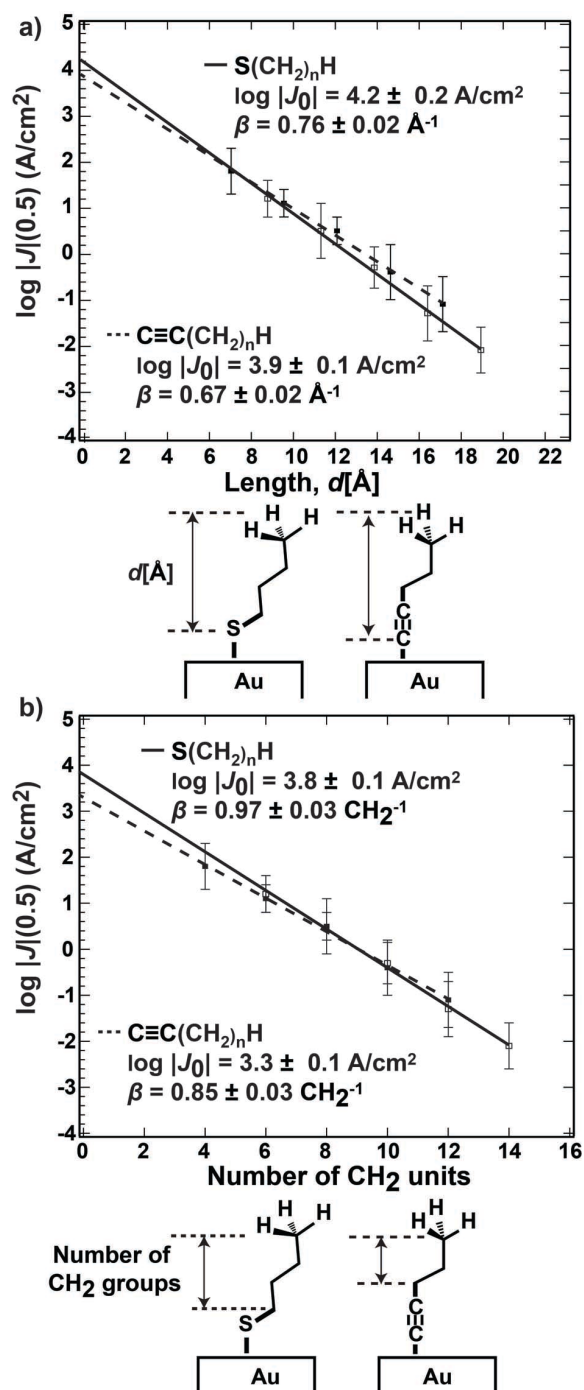 a)
5
4
3
2
1
0
-1
-2
-3
-4
log |J|(0.5) (A/cm²)
S(CH₂)ₙH
log |J₀| = 4.2 ± 0.2 A/cm²
β = 0.76 ± 0.02 Å⁻¹
C≡C(CH₂)ₙH
log |J₀| = 3.9 ± 0.1 A/cm²
β = 0.67 ± 0.02 Å⁻¹
0 2 4 6 8 10 12 14 16 18 20 22
Length, d[Å]
H
H H
d[Å]
S
Au
H
H H
C
C
Au
b)
5
4
3
2
1
0
-1
-2
-3
-4
log |J|(0.5) (A/cm²)
S(CH₂)ₙH
log |J₀| = 3.8 ± 0.1 A/cm²
β = 0.97 ± 0.03 CH₂⁻¹
C≡C(CH₂)ₙH
log |J₀| = 3.3 ± 0.1 A/cm²
β = 0.85 ± 0.03 CH₂⁻¹
0 2 4 6 8 10 12 14 16
Number of CH₂ units
H
H H
Number of
CH₂ groups
S
Au
H
H H
C
C
Au